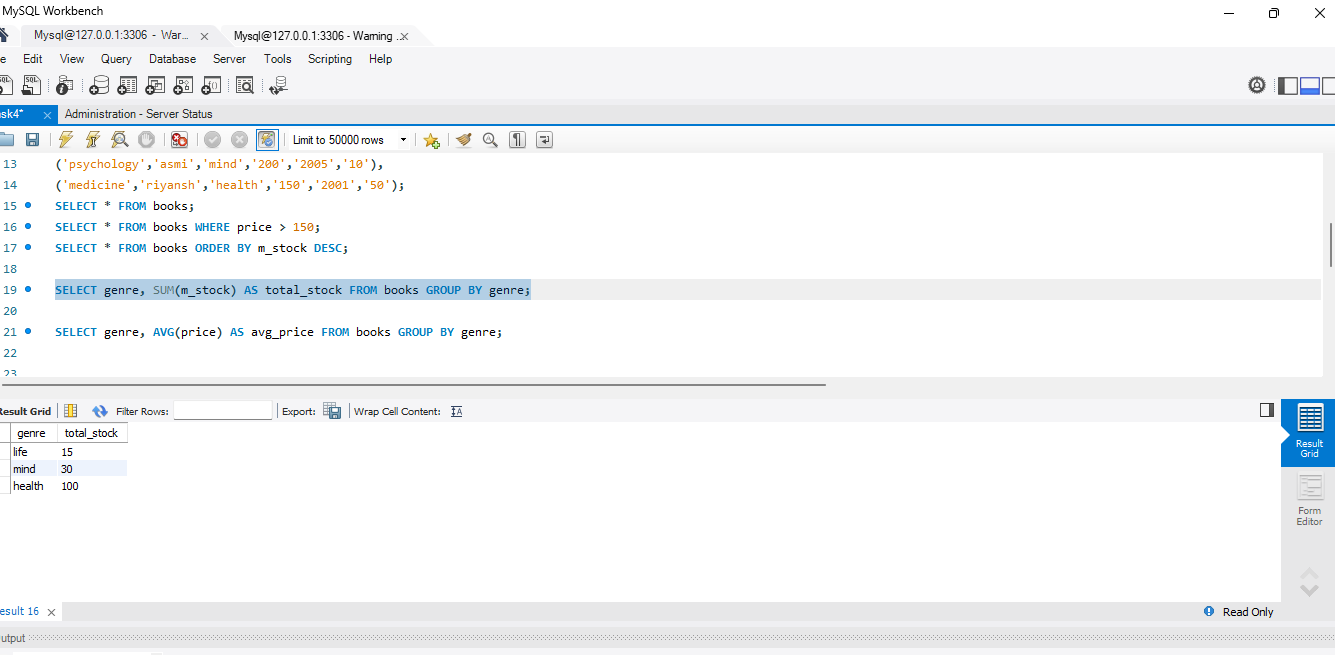 MySQL Workbench
Mysql@127.0.0.1:3306 - War... × Mysql@127.0.0.1:3306 - Warning ..×
e Edit View Query Database Server Tools Scripting Help
sk4* × Administration - Server Status
Limit to 50000 rows
13 ('psychology','asmi','mind','200','2005','10'),
14 ('medicine','riyansh','health','150','2001','50');
15 SELECT * FROM books;
16 SELECT * FROM books WHERE price > 150;
17 SELECT * FROM books ORDER BY m_stock DESC;
18
19 SELECT genre, SUM(m_stock) AS total_stock FROM books GROUP BY genre;
20
21 SELECT genre, AVG(price) AS avg_price FROM books GROUP BY genre;
22
23
Result Grid Filter Rows: Export: Wrap Cell Content:
genre total_stock
life 15
mind 30
health 100
Result
Grid
Form
Editor
esult 16 × Read Only
utput